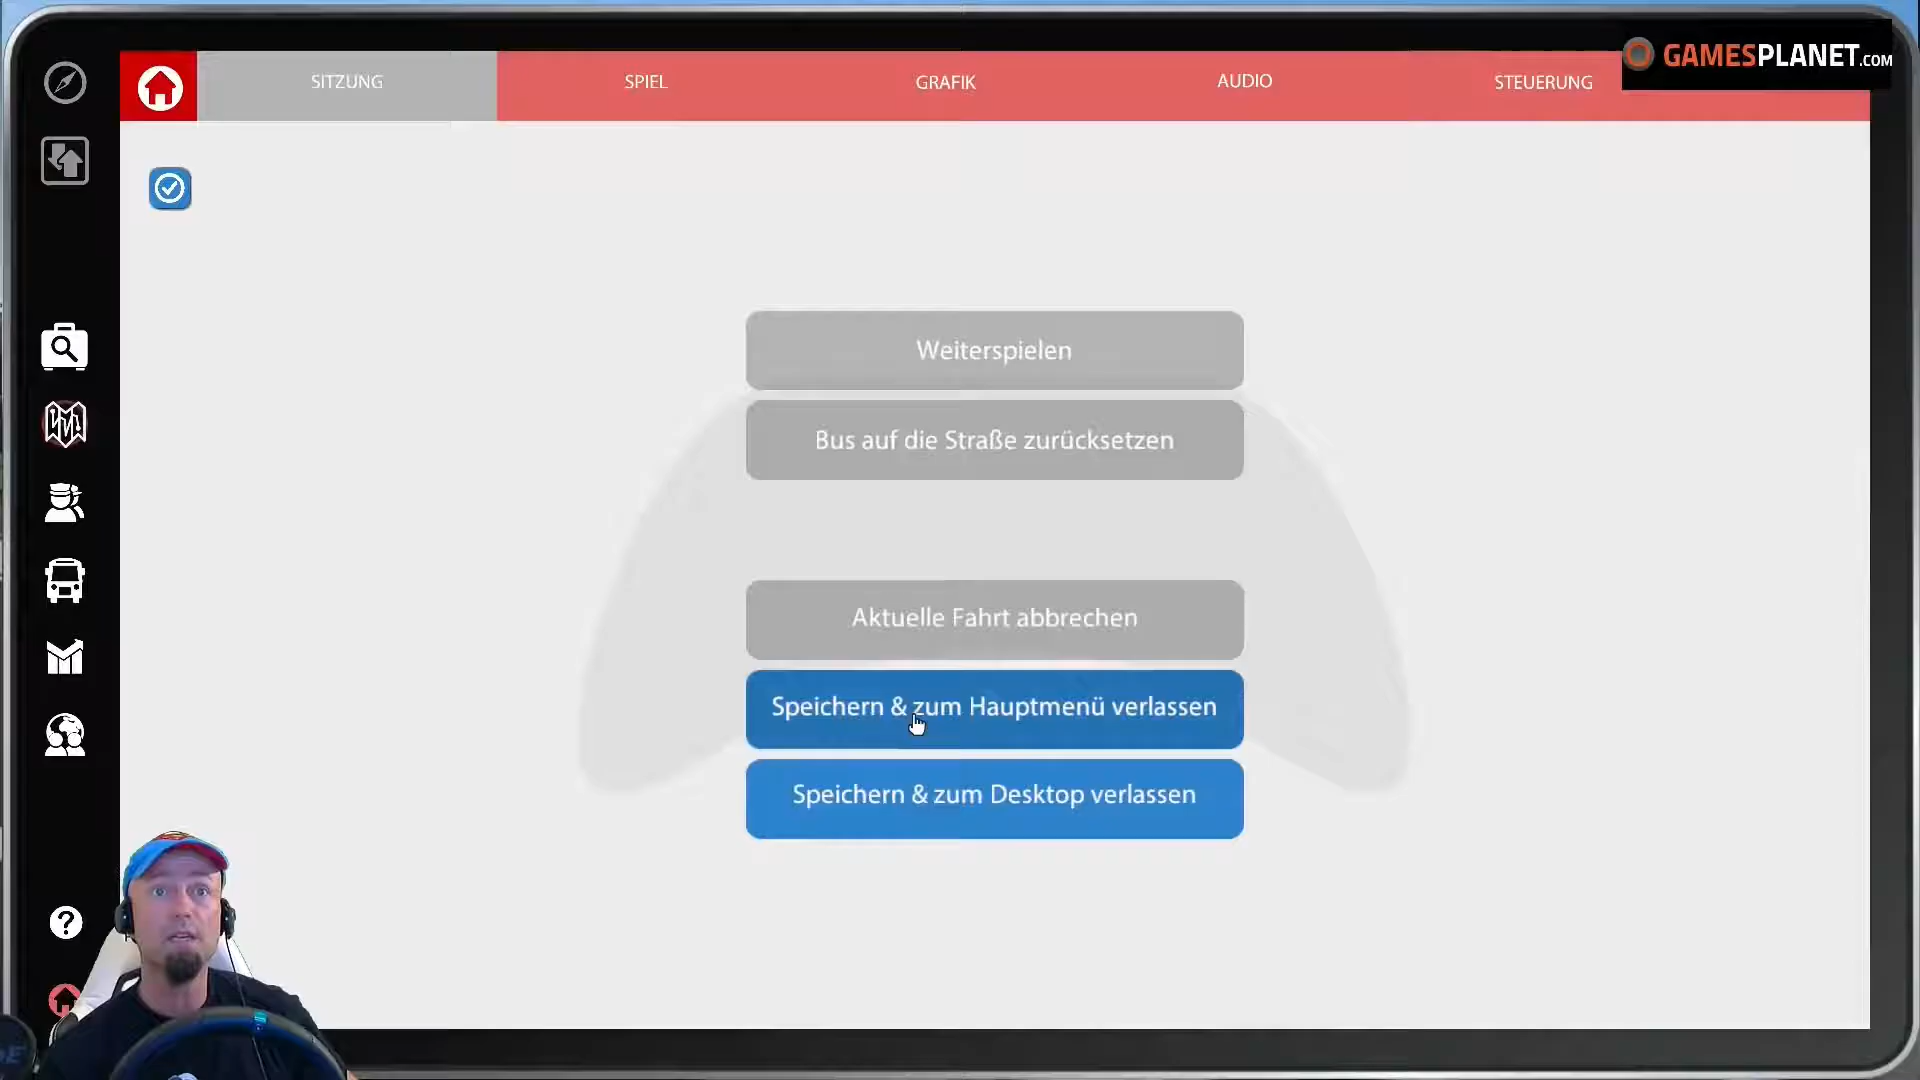 GAMESPLANET.COM
SITZUNG
SPIEL
GRAFIK
AUDIO
STEUERUNG
Weiterspielen
Bus auf die Straße zurücksetzen
Aktuelle Fahrt abbrechen
Speichern & zum Hauptmenü verlassen
Speichern & zum Desktop verlassen
?